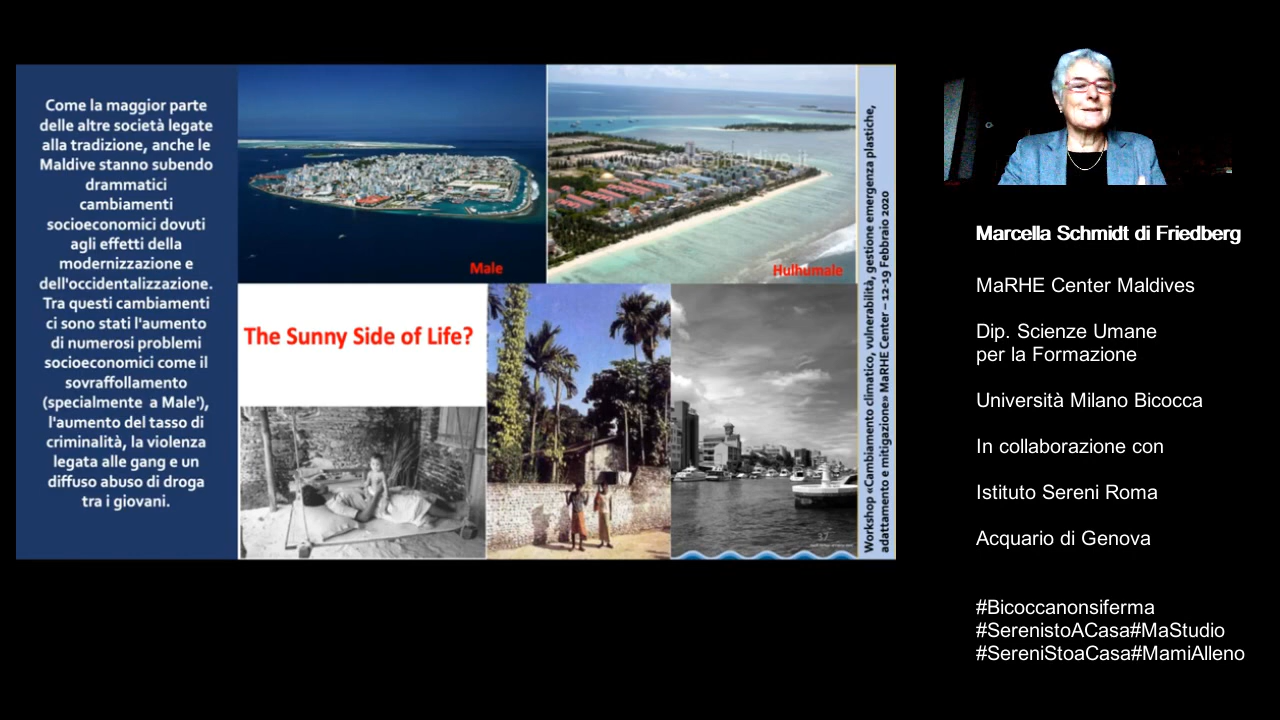 Come la maggior parte
delle altre società legate
alla tradizione, anche le
Maldive stanno subendo
drammatici
cambiamenti
socioeconomici dovuti
agli effetti della
modernizzazione e
dell'occidentalizzazione.
Tra questi cambiamenti
ci sono stati l'aumento
di numerosi problemi
socioeconomici come il
sovraffollamento
(specialmente a Male'),
l'aumento del tasso di
criminalità, la violenza
legata alle gang e un
diffuso abuso di droga
tra i giovani.
Male
Hulhumale
The Sunny Side of Life?
37
Workshop «Cambiamento climatico, vulnerabilità, gestione emergenza plastiche,
adattamento e mitigazione» MaRHE Center – 12-19 Febbraio 2020
Marcella Schmidt di Friedberg
MaRHE Center Maldives
Dip. Scienze Umane
per la Formazione
Università Milano Bicocca
In collaborazione con
Istituto Sereni Roma
Acquario di Genova
#Bicoccanonsiferma
#SerenistoACasa#MaStudio
#SereniStoaCasa#MamiAlleno